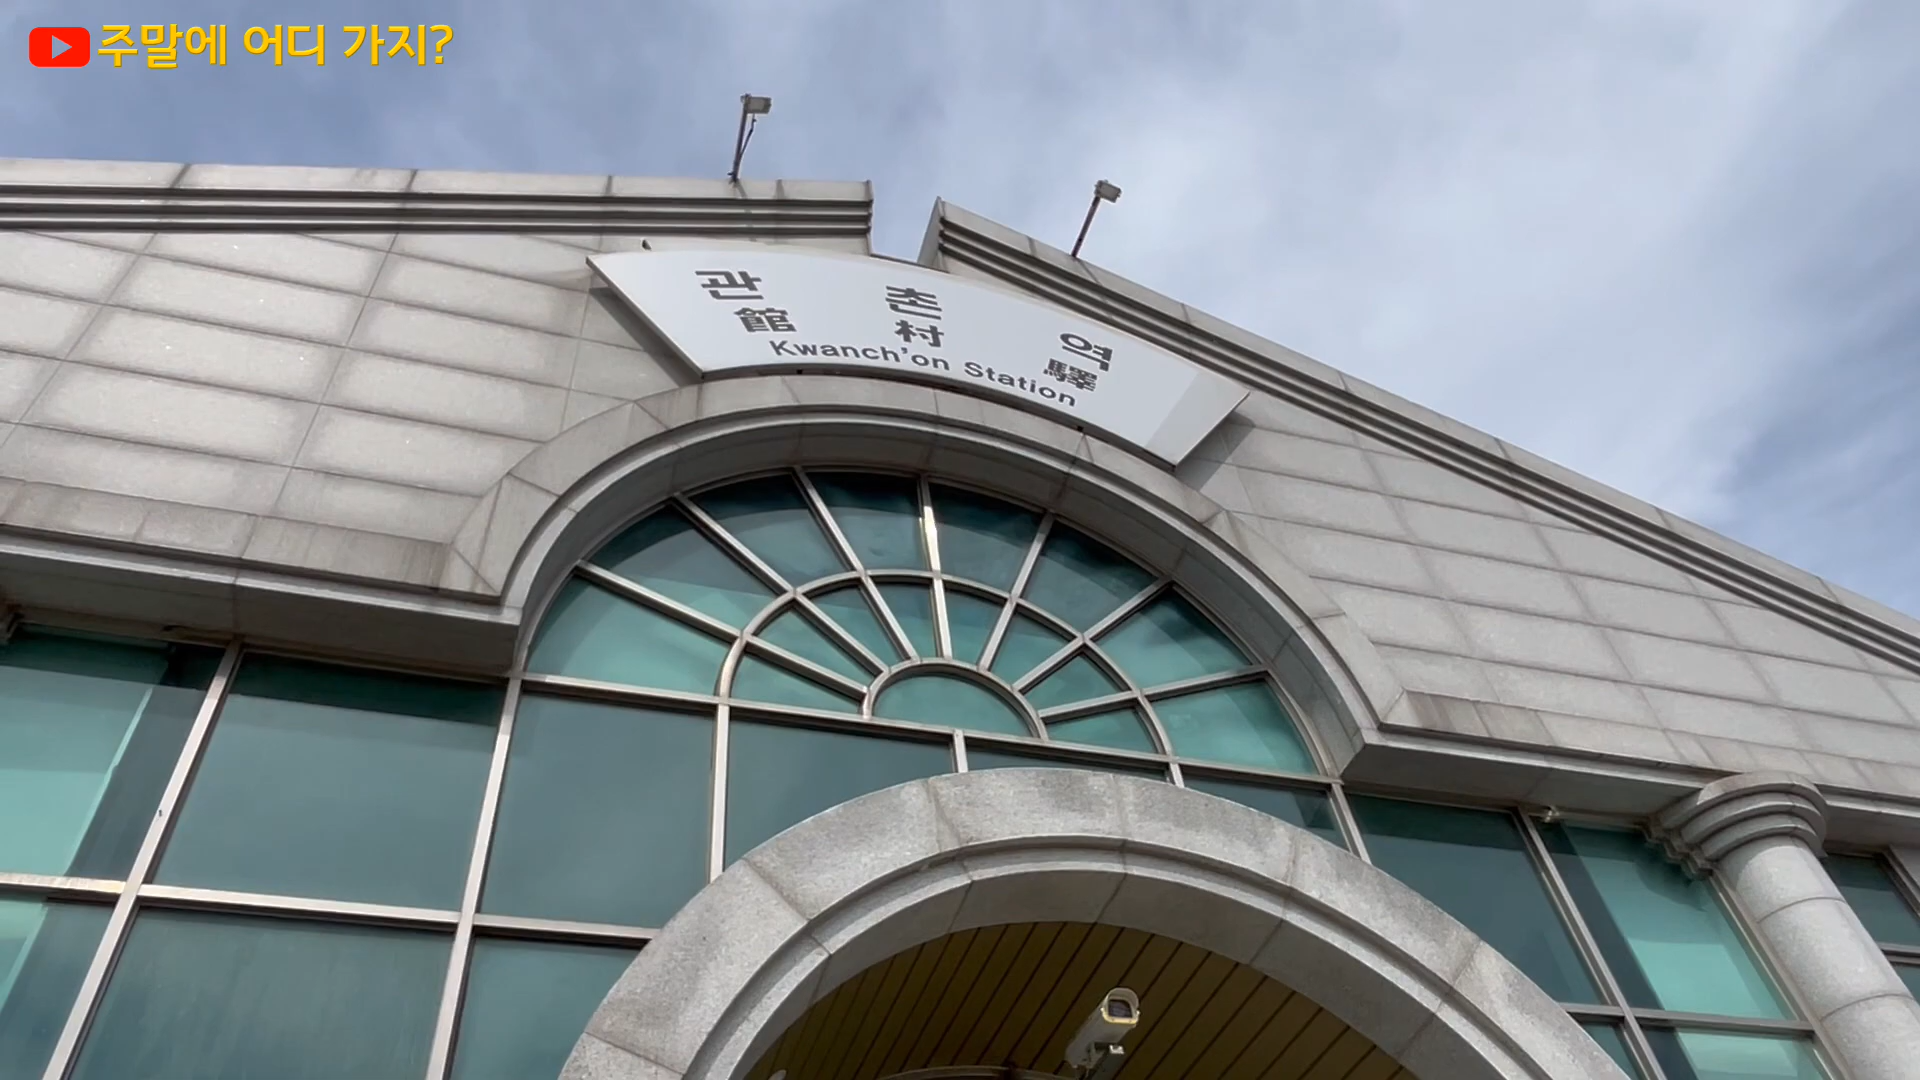 주말에 어디 가지?
관 촌 역
館 村 驛
Kwanch'on Station